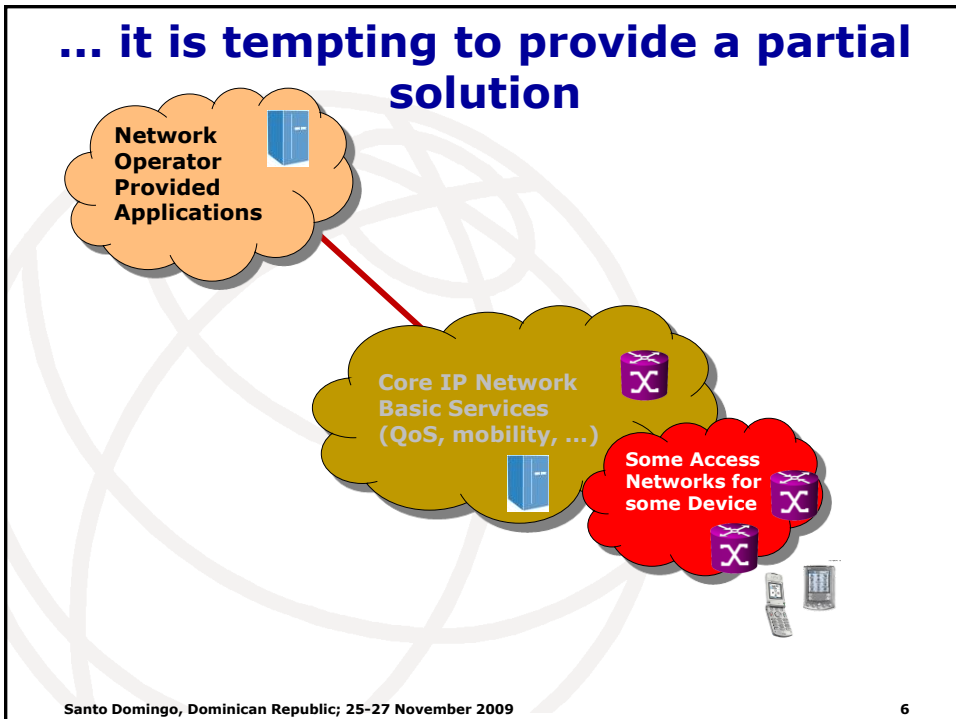 ... it is tempting to provide a partial
solution
Network
Operator
Provided
Applications
Core IP Network
Basic Services
(QoS, mobility, ...)
Some Access
Networks for
some Device
Santo Domingo, Dominican Republic; 25-27 November 2009
6